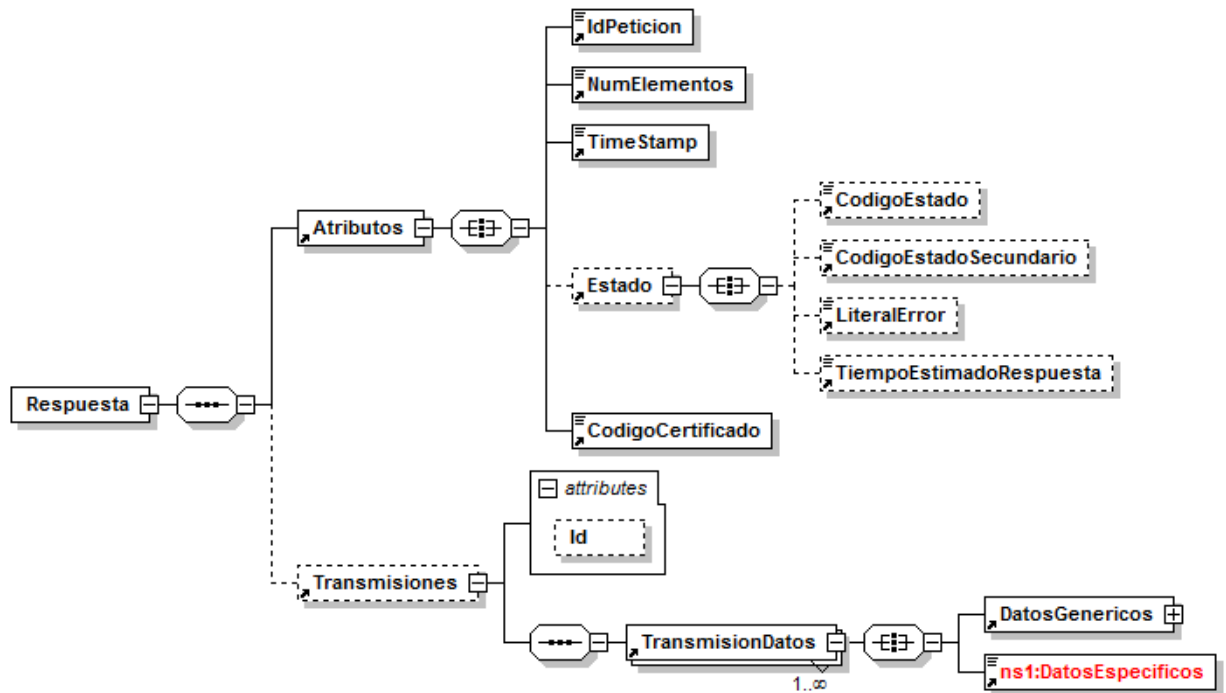 IdPeticion
NumElementos
TimeStamp
CodigoEstado
Atributos
CodigoEstadoSecundario
Estado
LiteralError
TiempoEstimadoRespuesta
Respuesta
CodigoCertificado
attributes
Id
Transmisiones
DatosGenericos
TransmisionDatos
1..∞
ns1:DatosEspecificos